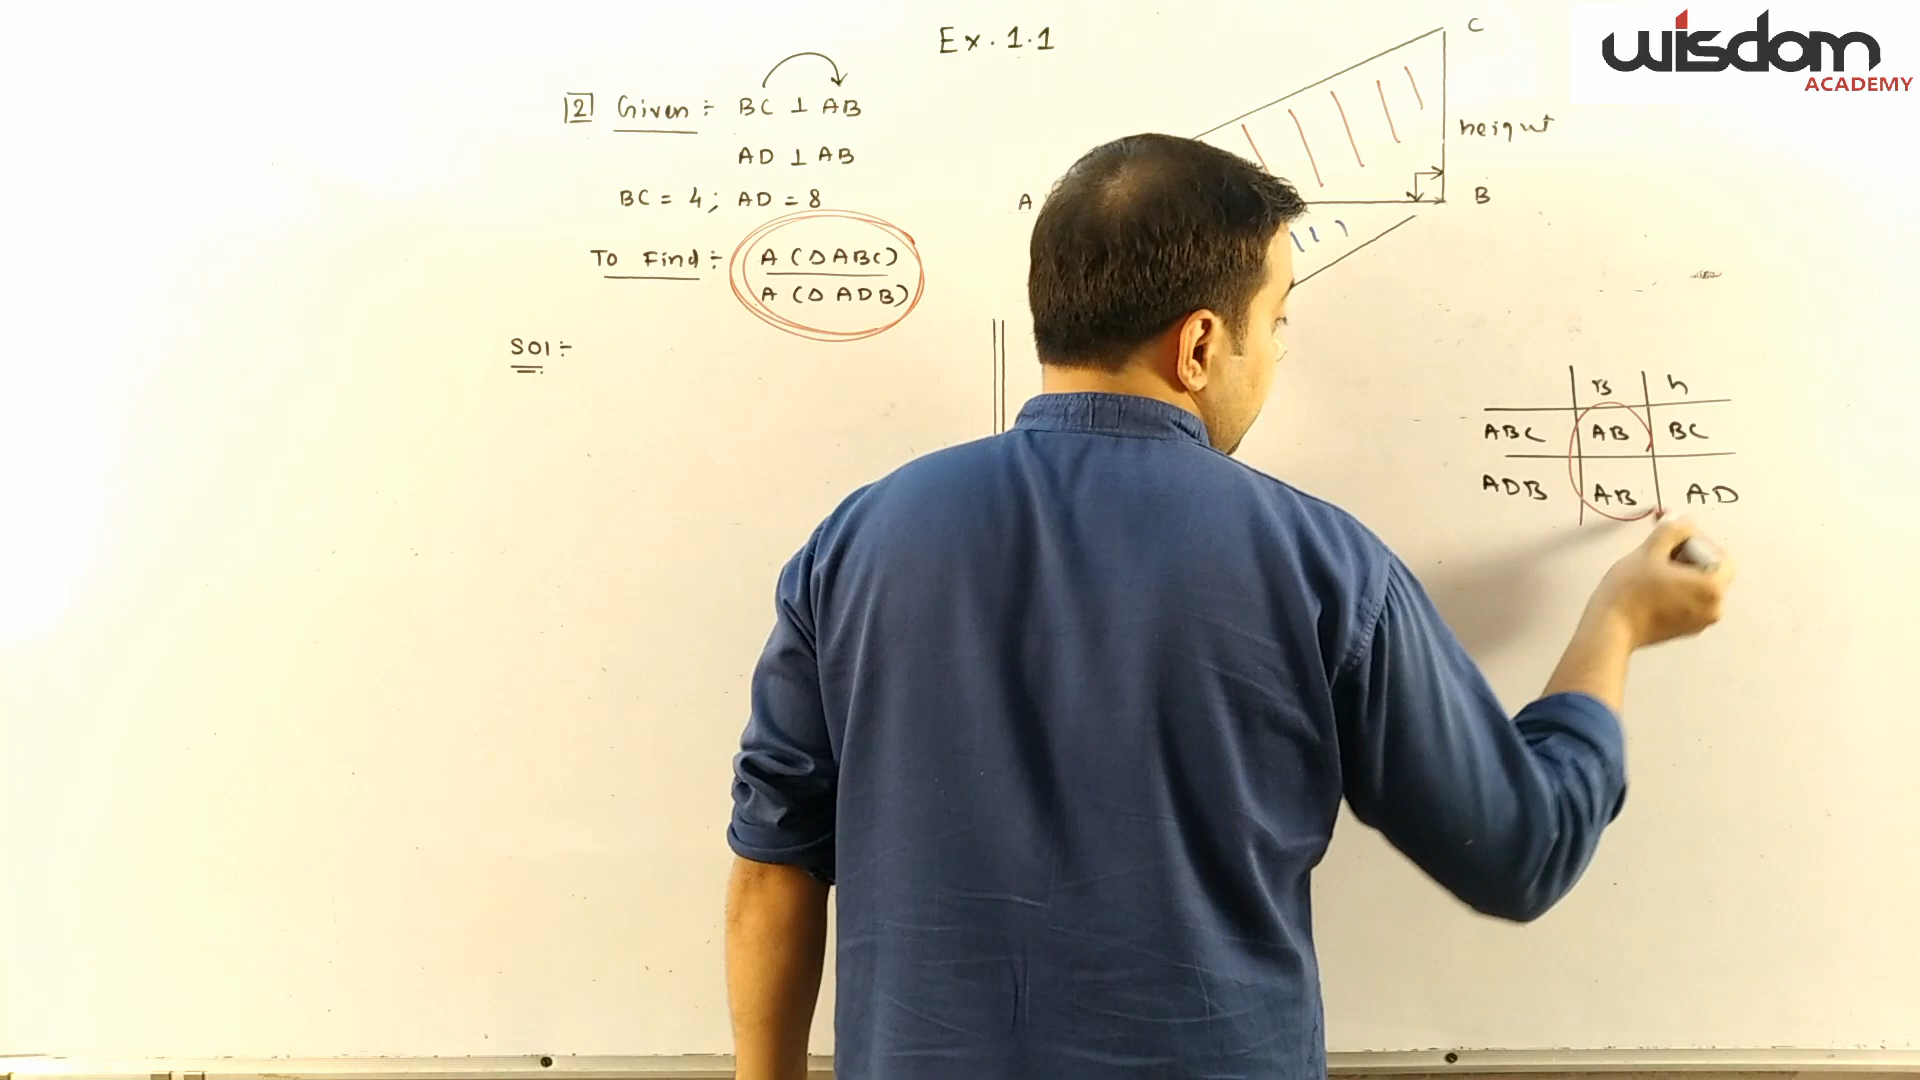 Ex. 1.1
wisdom
ACADEMY
[2] Given ÷ BC ⊥ AB
AD ⊥ AB
BC = 4; AD = 8
To Find ÷ A (Δ ABC)
A (Δ ADB)
Sol ÷
C
height
A
B
B h
ABC AB BC
ADB AB AD